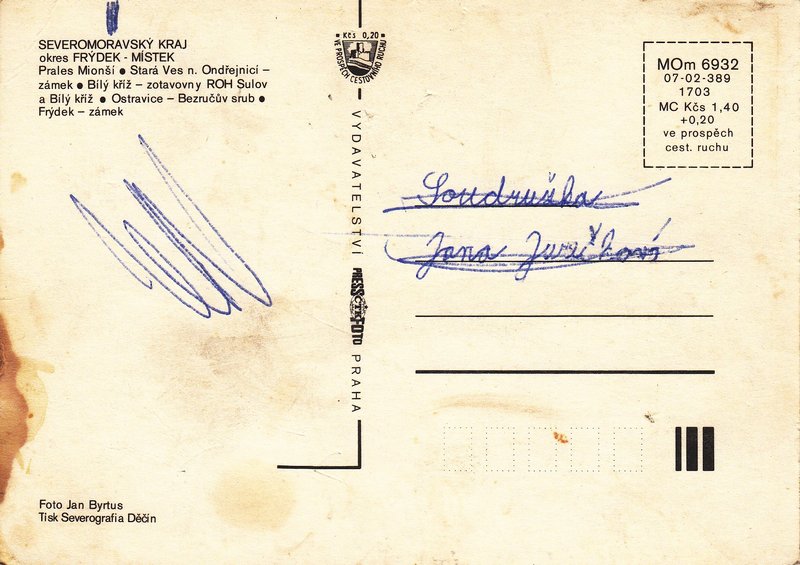 SEVEROMORAVSKÝ KRAJ
okres FRÝDEK - MÍSTEK
Prales Mionší ● Stará Ves n. Ondřejnicí –
zámek ● Bílý kříž – zotavovny ROH Sulov
a Bílý kříž ● Ostravice – Bezručův srub ●
Frýdek – zámek
Kčs 0,20
VE PROSPĚCH CESTOVNÍHO RUCHU
MOm 6932
07-02-389
1703
MC Kčs 1,40
+0,20
ve prospěch
cest. ruchu
Soudružka
Jana Juříčková
VYDAVATELSTVÍ PRESSFOTO PRAHA
Foto Jan Byrtus
Tisk Severografia Děčín